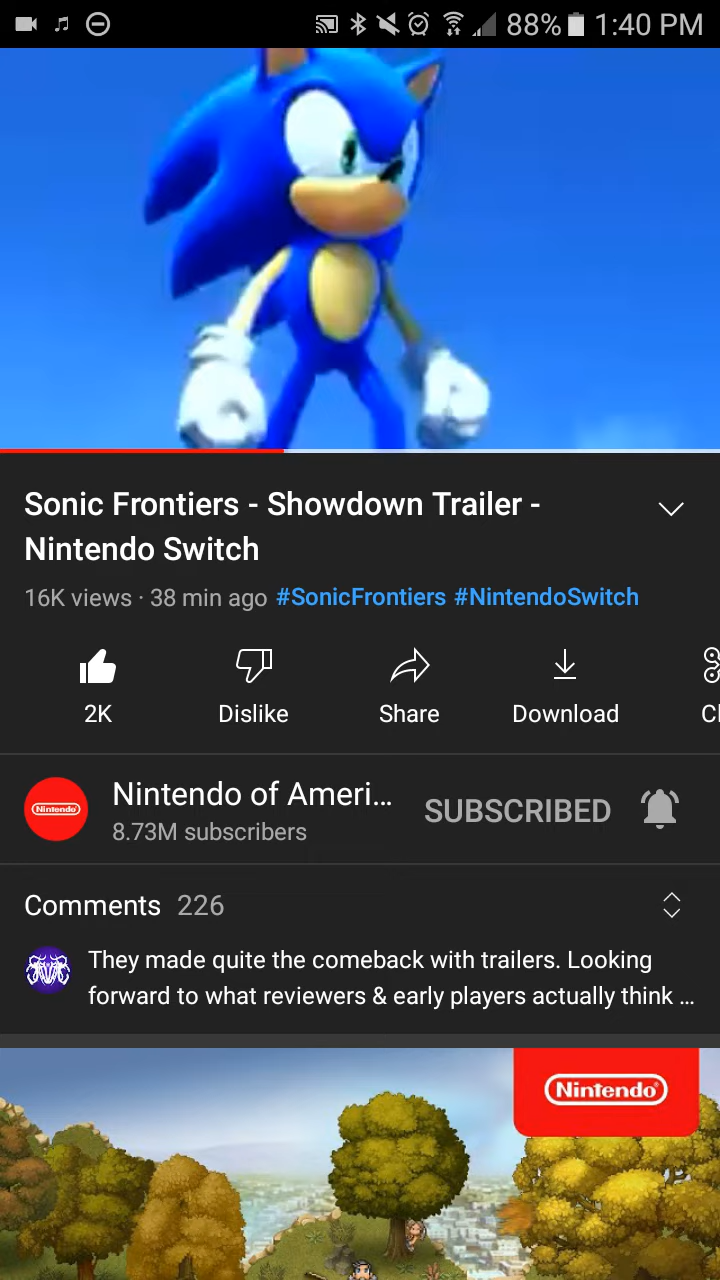 88% 1:40 PM
Sonic Frontiers - Showdown Trailer -
Nintendo Switch
16K views · 38 min ago #SonicFrontiers #NintendoSwitch
2K Dislike Share Download Cl
Nintendo
Nintendo of Ameri...
SUBSCRIBED
8.73M subscribers
Comments 226
They made quite the comeback with trailers. Looking
forward to what reviewers & early players actually think ...
Nintendo